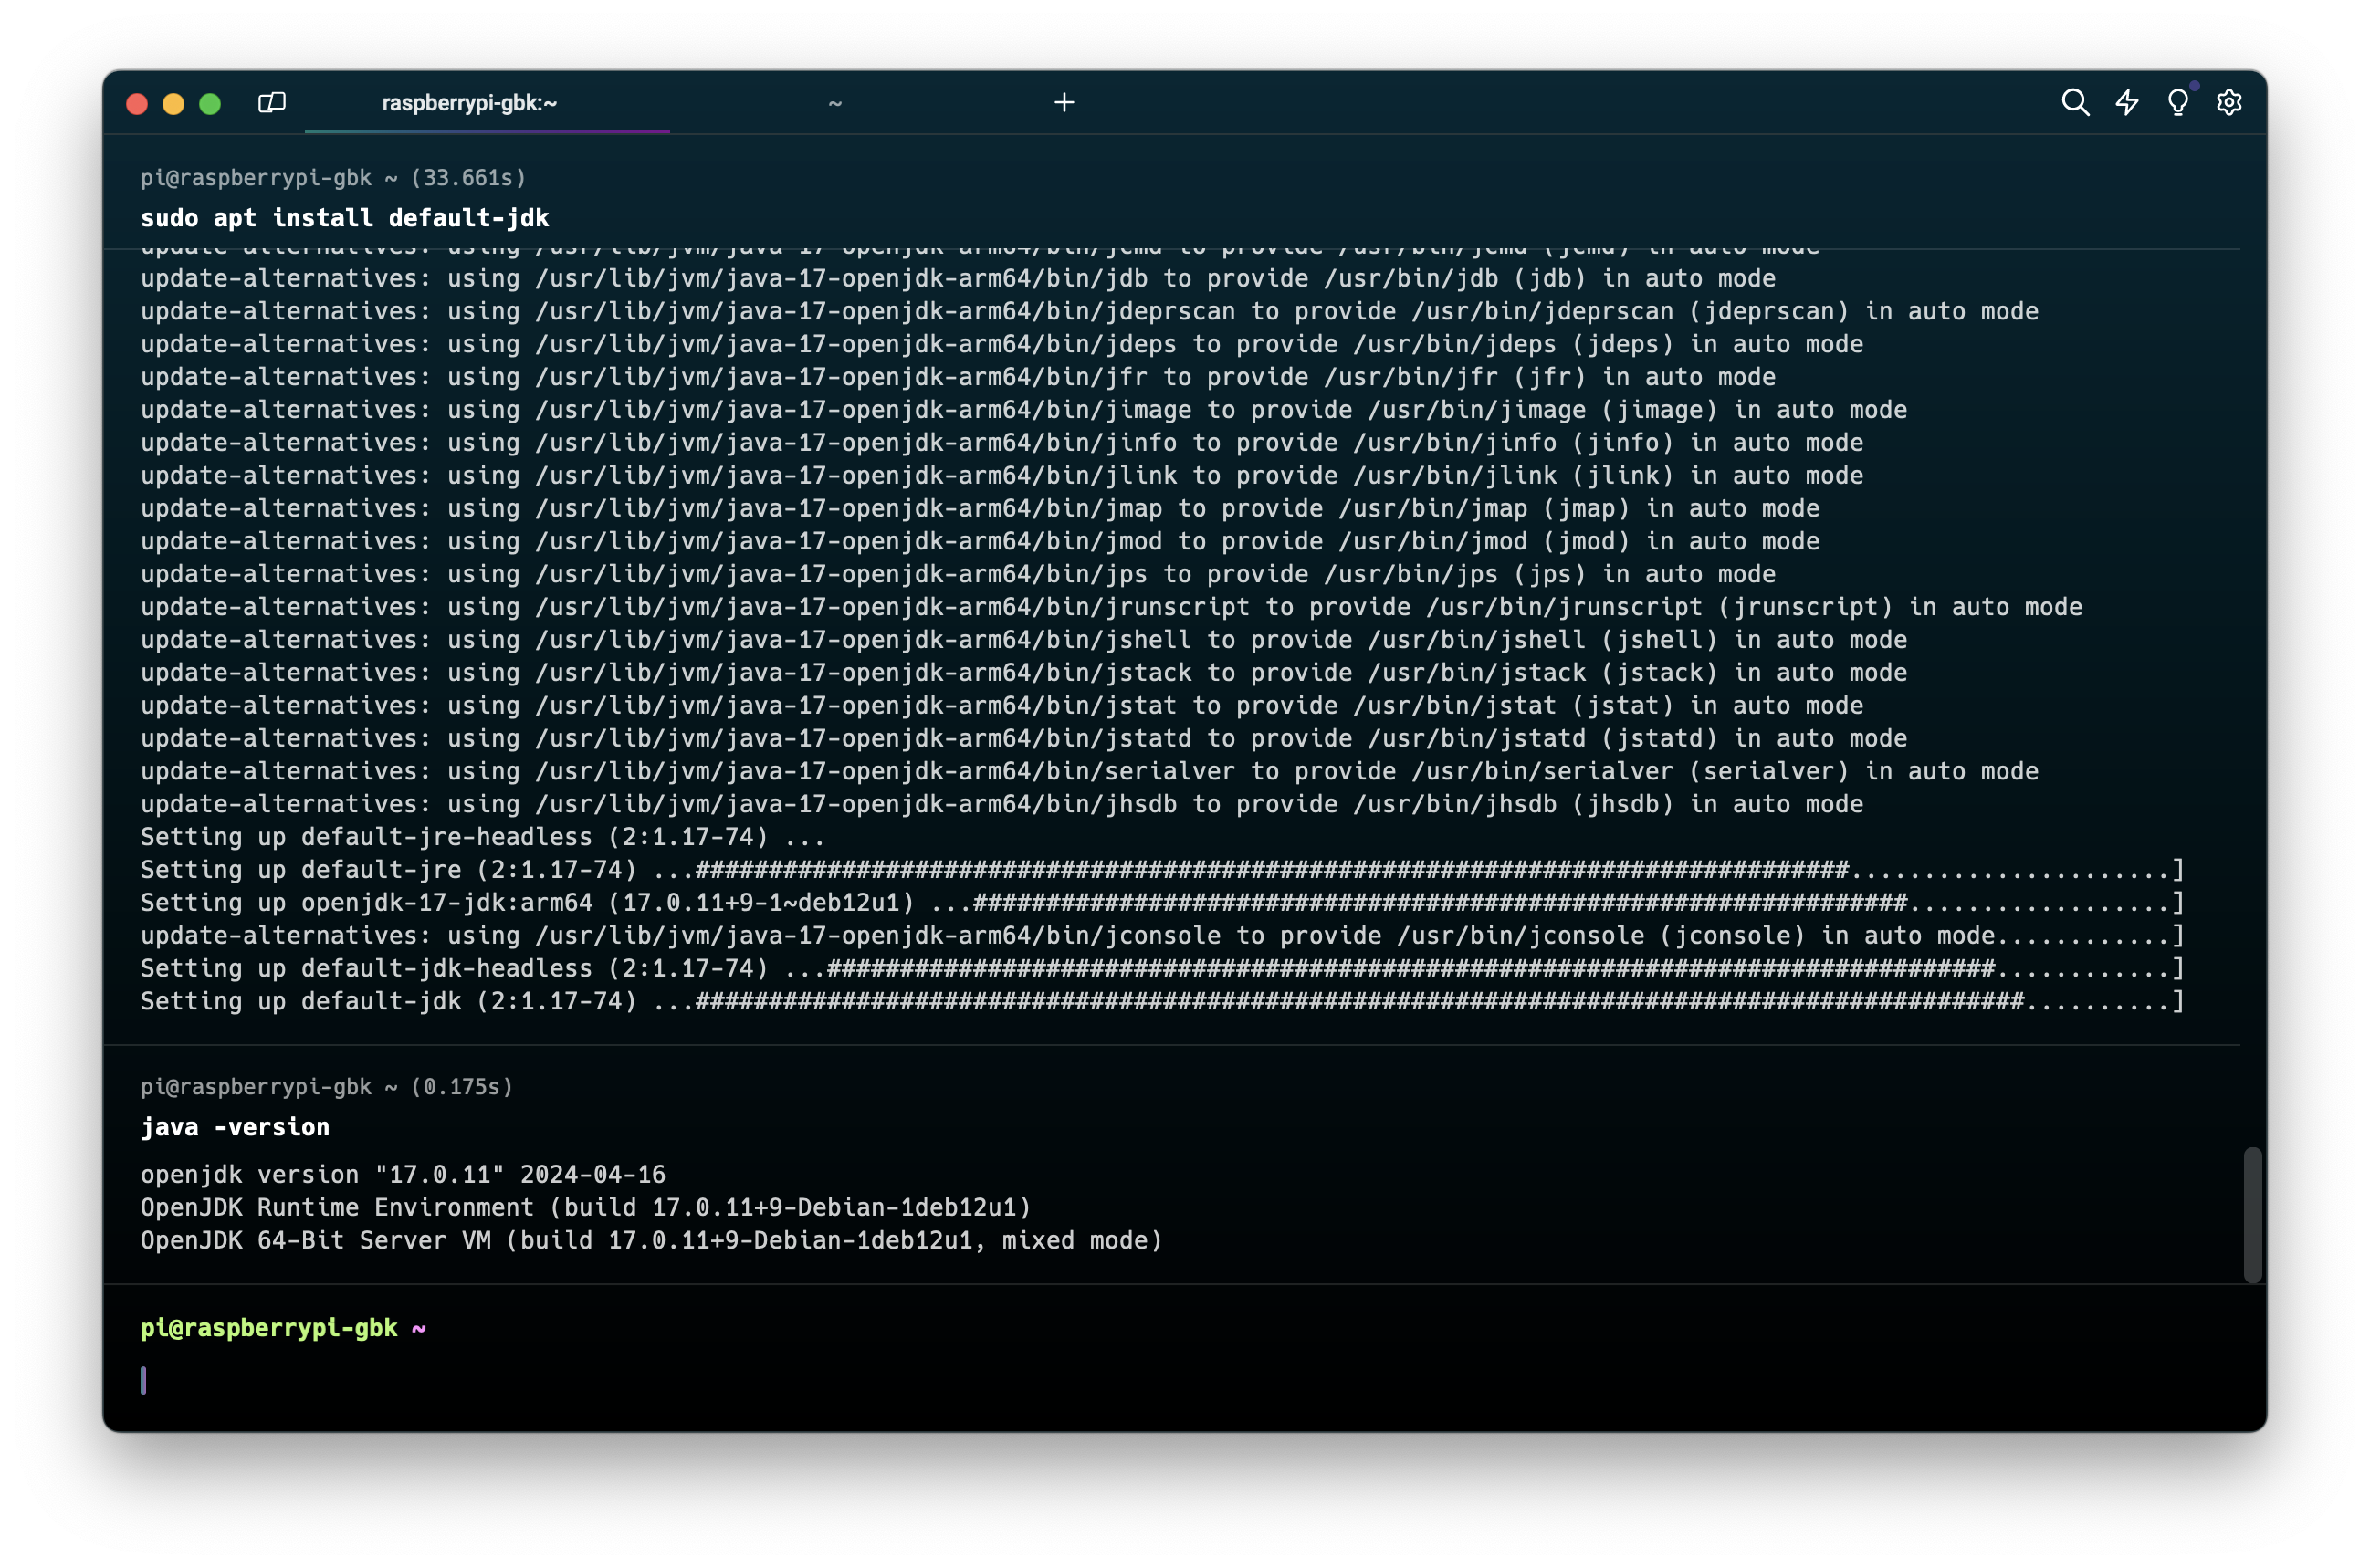 raspberrypi-gbk:~ ~ +
pi@raspberrypi-gbk ~ (33.661s)
sudo apt install default-jdk
update-alternatives: using /usr/lib/jvm/java-17-openjdk-arm64/bin/jcmd to provide /usr/bin/jcmd (jcmd) in auto mode
update-alternatives: using /usr/lib/jvm/java-17-openjdk-arm64/bin/jdb to provide /usr/bin/jdb (jdb) in auto mode
update-alternatives: using /usr/lib/jvm/java-17-openjdk-arm64/bin/jdeprscan to provide /usr/bin/jdeprscan (jdeprscan) in auto mode
update-alternatives: using /usr/lib/jvm/java-17-openjdk-arm64/bin/jdeps to provide /usr/bin/jdeps (jdeps) in auto mode
update-alternatives: using /usr/lib/jvm/java-17-openjdk-arm64/bin/jfr to provide /usr/bin/jfr (jfr) in auto mode
update-alternatives: using /usr/lib/jvm/java-17-openjdk-arm64/bin/jimage to provide /usr/bin/jimage (jimage) in auto mode
update-alternatives: using /usr/lib/jvm/java-17-openjdk-arm64/bin/jinfo to provide /usr/bin/jinfo (jinfo) in auto mode
update-alternatives: using /usr/lib/jvm/java-17-openjdk-arm64/bin/jlink to provide /usr/bin/jlink (jlink) in auto mode
update-alternatives: using /usr/lib/jvm/java-17-openjdk-arm64/bin/jmap to provide /usr/bin/jmap (jmap) in auto mode
update-alternatives: using /usr/lib/jvm/java-17-openjdk-arm64/bin/jmod to provide /usr/bin/jmod (jmod) in auto mode
update-alternatives: using /usr/lib/jvm/java-17-openjdk-arm64/bin/jps to provide /usr/bin/jps (jps) in auto mode
update-alternatives: using /usr/lib/jvm/java-17-openjdk-arm64/bin/jrunscript to provide /usr/bin/jrunscript (jrunscript) in auto mode
update-alternatives: using /usr/lib/jvm/java-17-openjdk-arm64/bin/jshell to provide /usr/bin/jshell (jshell) in auto mode
update-alternatives: using /usr/lib/jvm/java-17-openjdk-arm64/bin/jstack to provide /usr/bin/jstack (jstack) in auto mode
update-alternatives: using /usr/lib/jvm/java-17-openjdk-arm64/bin/jstat to provide /usr/bin/jstat (jstat) in auto mode
update-alternatives: using /usr/lib/jvm/java-17-openjdk-arm64/bin/jstatd to provide /usr/bin/jstatd (jstatd) in auto mode
update-alternatives: using /usr/lib/jvm/java-17-openjdk-arm64/bin/serialver to provide /usr/bin/serialver (serialver) in auto mode
update-alternatives: using /usr/lib/jvm/java-17-openjdk-arm64/bin/jhsdb to provide /usr/bin/jhsdb (jhsdb) in auto mode
Setting up default-jre-headless (2:1.17-74) ...
Setting up default-jre (2:1.17-74) ...###############################################################################......................]
Setting up openjdk-17-jdk:arm64 (17.0.11+9-1~deb12u1) ...################################################################..................]
update-alternatives: using /usr/lib/jvm/java-17-openjdk-arm64/bin/jconsole to provide /usr/bin/jconsole (jconsole) in auto mode............]
Setting up default-jdk-headless (2:1.17-74) ...################################################################################............]
Setting up default-jdk (2:1.17-74) ...###########################################################################################..........]
pi@raspberrypi-gbk ~ (0.175s)
java -version
openjdk version "17.0.11" 2024-04-16
OpenJDK Runtime Environment (build 17.0.11+9-Debian-1deb12u1)
OpenJDK 64-Bit Server VM (build 17.0.11+9-Debian-1deb12u1, mixed mode)
pi@raspberrypi-gbk ~